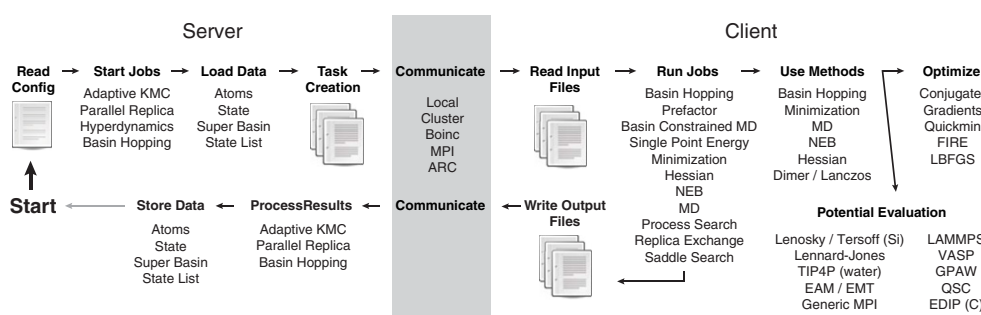 Server
Client
Read Config
Start Jobs
Adaptive KMC
Parallel Replica
Hyperdynamics
Basin Hopping
Load Data
Atoms
State
Super Basin
State List
Task Creation
Communicate
Local
Cluster
Boinc
MPI
ARC
Read Input Files
Run Jobs
Basin Hopping
Prefactor
Basin Constrained MD
Single Point Energy
Minimization
Hessian
NEB
MD
Process Search
Replica Exchange
Saddle Search
Use Methods
Basin Hopping
Minimization
MD
NEB
Hessian
Dimer / Lanczos
Optimize
Conjugate
Gradients
Quickmin
FIRE
LBFGS
Potential Evaluation
Lenosky / Tersoff (Si)
Lennard-Jones
TIP4P (water)
EAM / EMT
Generic MPI
LAMMPS
VASP
GPAW
QSC
EDIP (C)
Write Output Files
Communicate
ProcessResults
Adaptive KMC
Parallel Replica
Basin Hopping
Store Data
Atoms
State
Super Basin
State List
Start